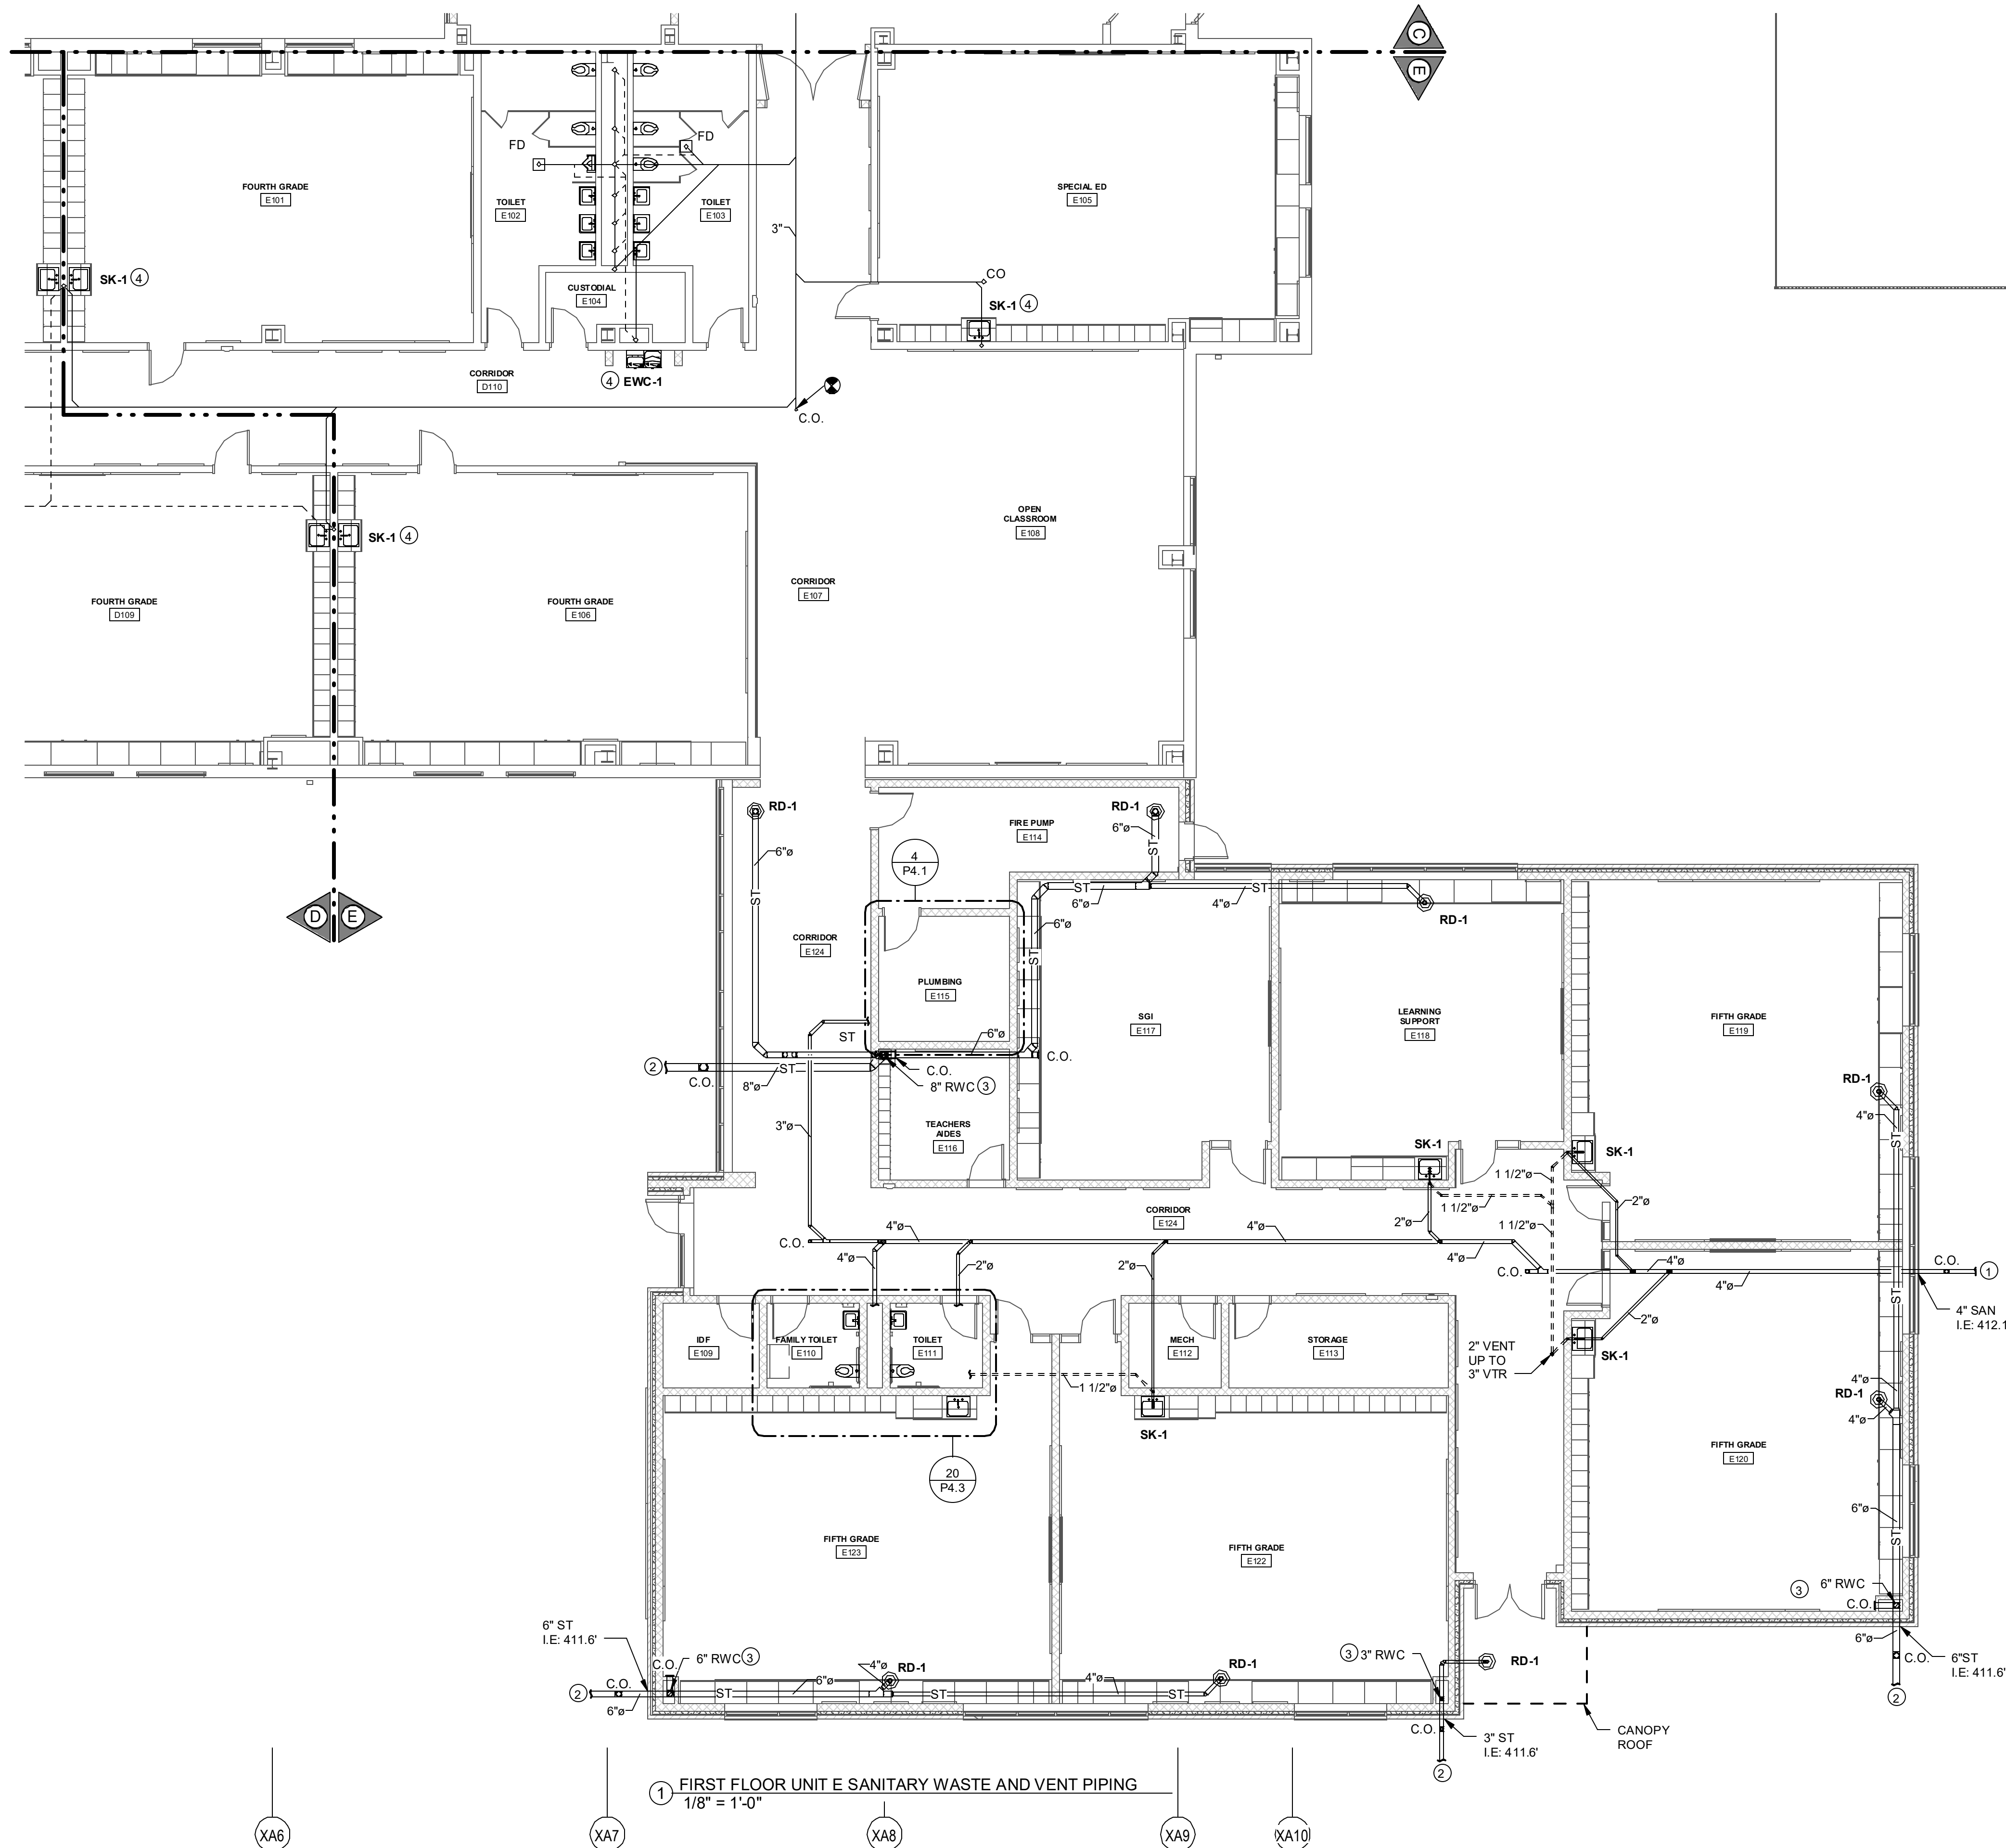 C
E
FOURTH GRADE
E101
FD
FD
TOILET
E102
TOILET
E103
SPECIAL ED
E105
3"
SK-1 4
CUSTODIAL
E104
CO
SK-1 4
CORRIDOR
D110
4 EWC-1
C.O.
SK-1 4
OPEN
CLASSROOM
E108
FOURTH GRADE
D109
FOURTH GRADE
E106
CORRIDOR
E107
RD-1
6"ø
ST
FIRE PUMP
E114
RD-1
6"ø
ST
4
P4.1
ST
6"ø
4"ø
ST
RD-1
D
E
CORRIDOR
E124
6"ø
ST
PLUMBING
E115
SGI
E117
LEARNING
SUPPORT
E118
FIFTH GRADE
E119
ST
6"ø
C.O.
2
C.O.
8"ø
ST
C.O.
8" RWC 3
RD-1
4"ø
ST
3"ø
TEACHERS
AIDES
E116
SK-1
SK-1
1 1/2"ø
1 1/2"ø
2"ø
CORRIDOR
E124
2"ø
1 1/2"ø
C.O.
4"ø
4"ø
4"ø
4"ø
2"ø
2"ø
C.O.
4"ø
4"ø
C.O.
1
ST
4" SAN
I.E: 412.1
2"ø
IDF
E109
FAMILY TOILET
E110
TOILET
E111
MECH
E112
STORAGE
E113
2" VENT
UP TO
3" VTR
SK-1
1 1/2"ø
4"ø
RD-1
4"ø
SK-1
20
P4.3
FIFTH GRADE
E120
6"ø
ST
FIFTH GRADE
E123
FIFTH GRADE
E122
3
6" RWC
C.O.
6" ST
I.E: 411.6'
C.O.
6" RWC 3
4"ø
RD-1
RD-1
3 3" RWC
RD-1
6"ø
C.O.
6"ST
I.E: 411.6'
2
2
C.O.
6"ø
ST
6"ø
ST
4"ø
ST
C.O.
3" ST
I.E: 411.6'
2
CANOPY
ROOF
1 FIRST FLOOR UNIT E SANITARY WASTE AND VENT PIPING
1/8" = 1'-0"
XA6
XA7
XA8
XA9
XA10